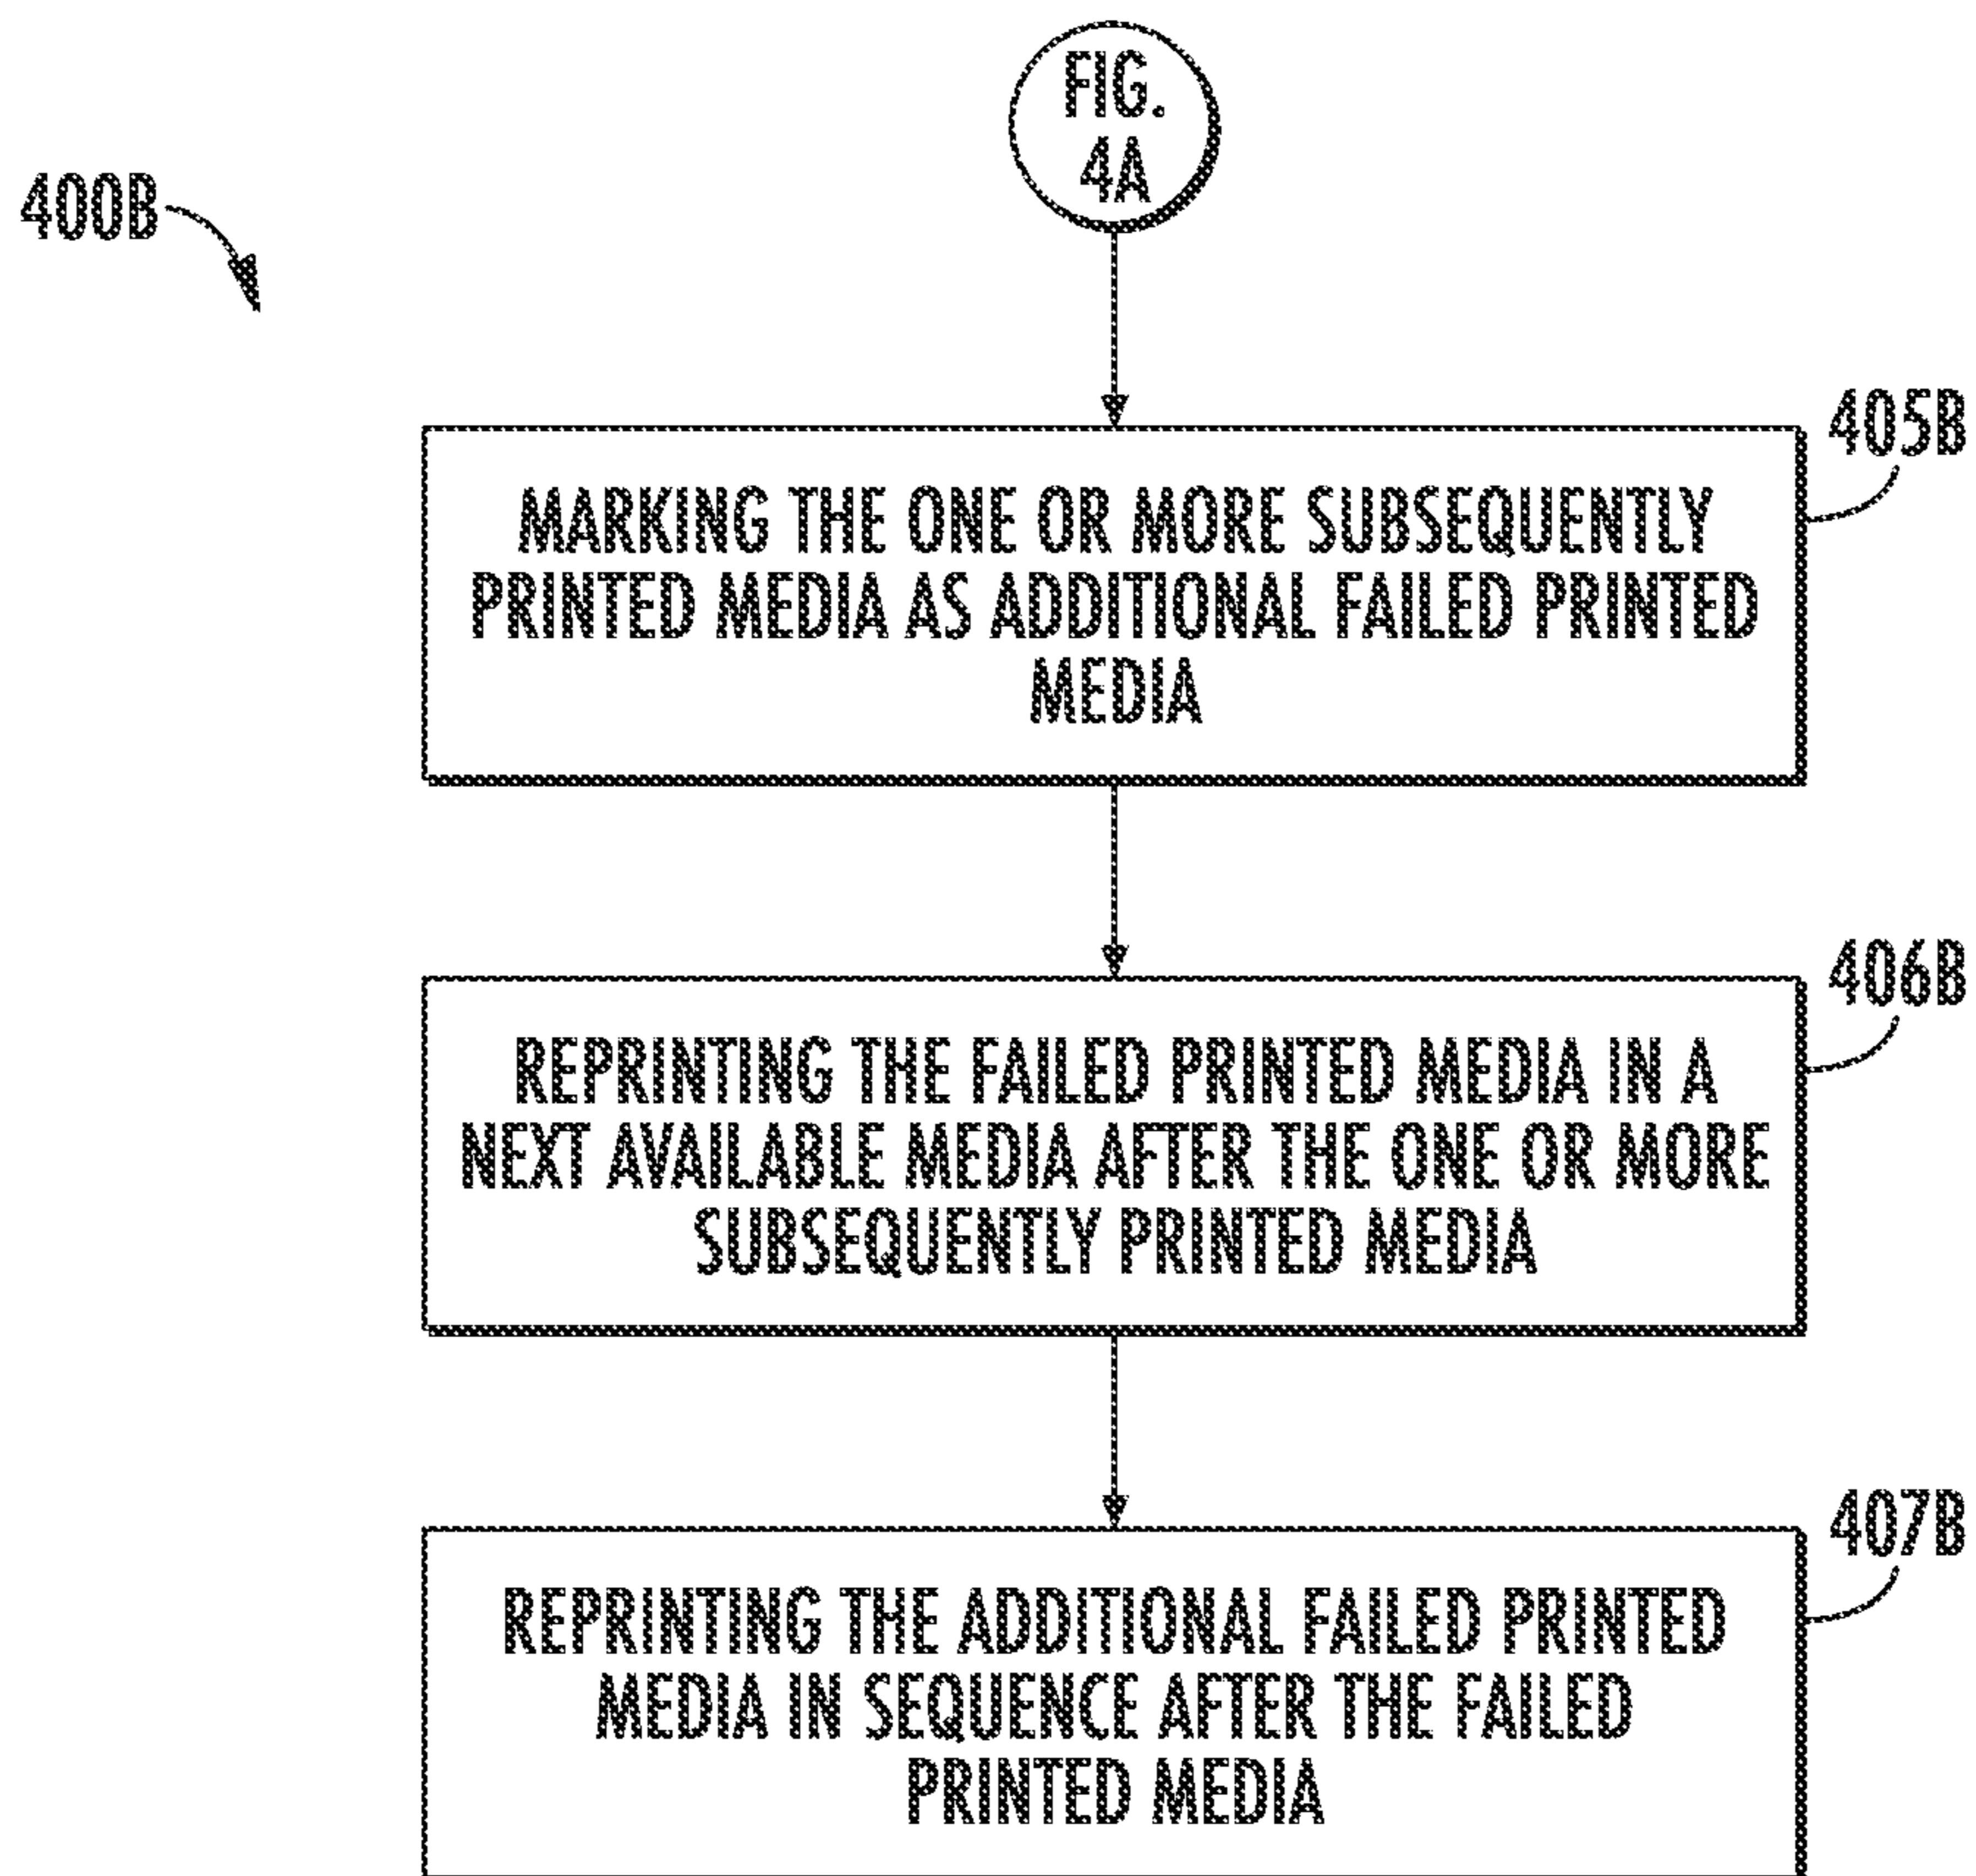 FIG.
4A
400B
405B
MARKING THE ONE OR MORE SUBSEQUENTLY
PRINTED MEDIA AS ADDITIONAL FAILED PRINTED
MEDIA
406B
REPRINTING THE FAILED PRINTED MEDIA IN A
NEXT AVAILABLE MEDIA AFTER THE ONE OR MORE
SUBSEQUENTLY PRINTED MEDIA
407B
REPRINTING THE ADDITIONAL FAILED PRINTED
MEDIA IN SEQUENCE AFTER THE FAILED
PRINTED MEDIA